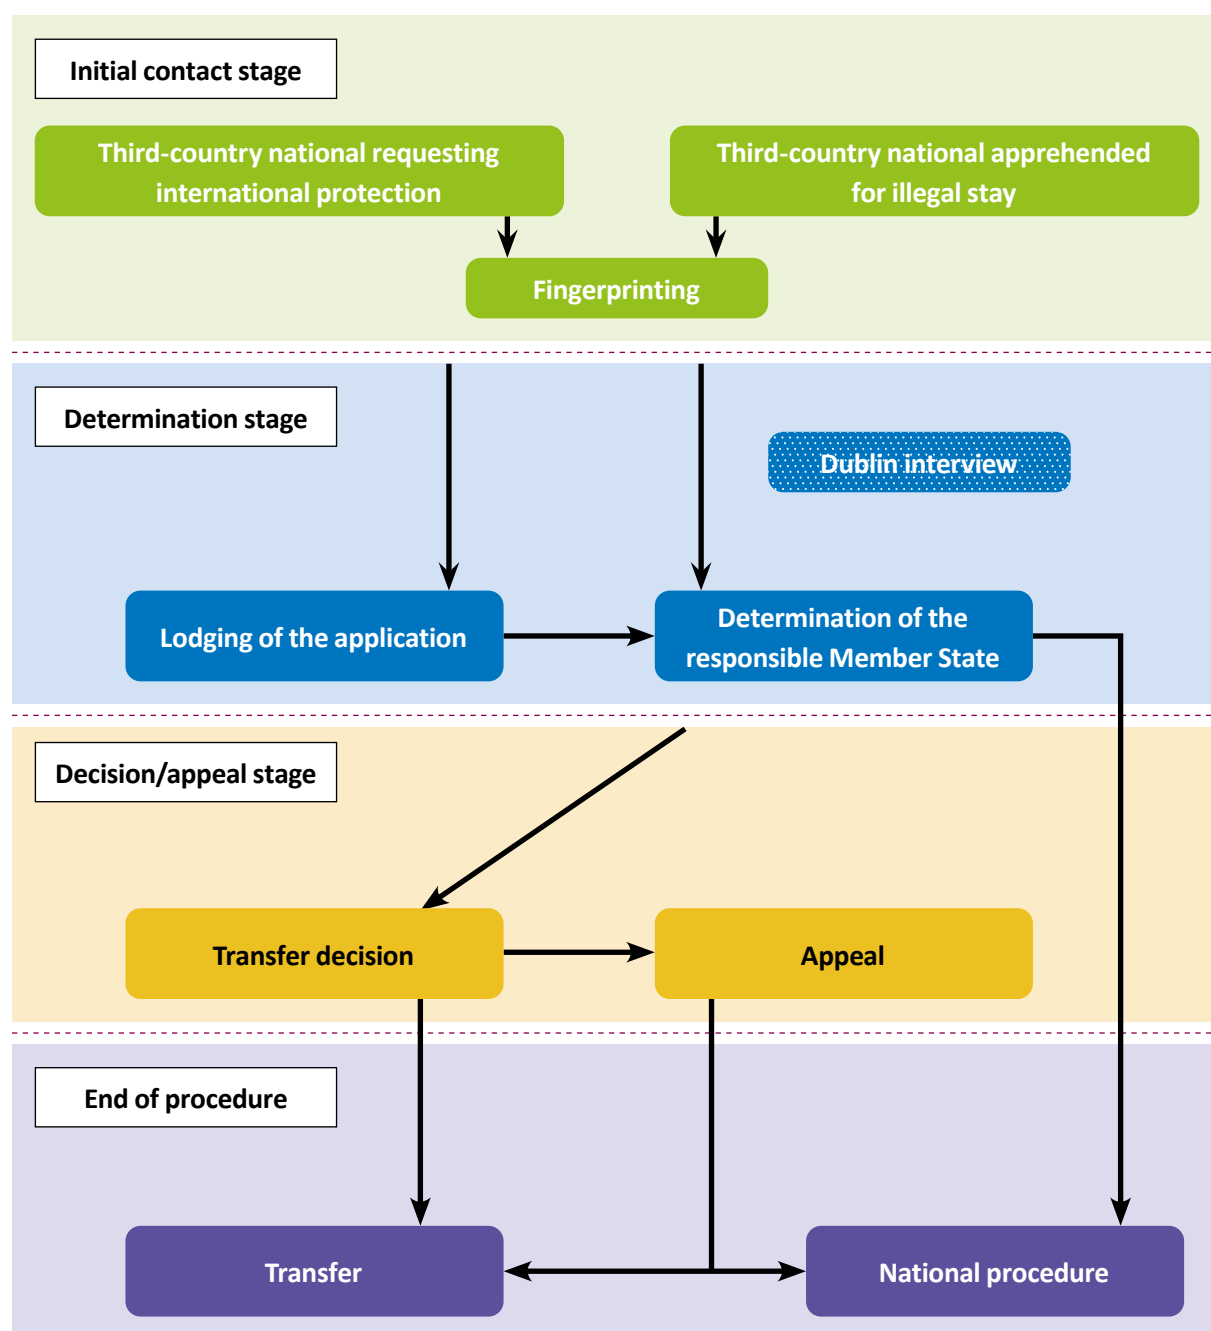 Initial contact stage
Third-country national requesting
international protection
Third-country national apprehended
for illegal stay
Fingerprinting
Determination stage
Dublin interview
Lodging of the application
Determination of the
responsible Member State
Decision/appeal stage
Transfer decision
Appeal
End of procedure
Transfer
National procedure